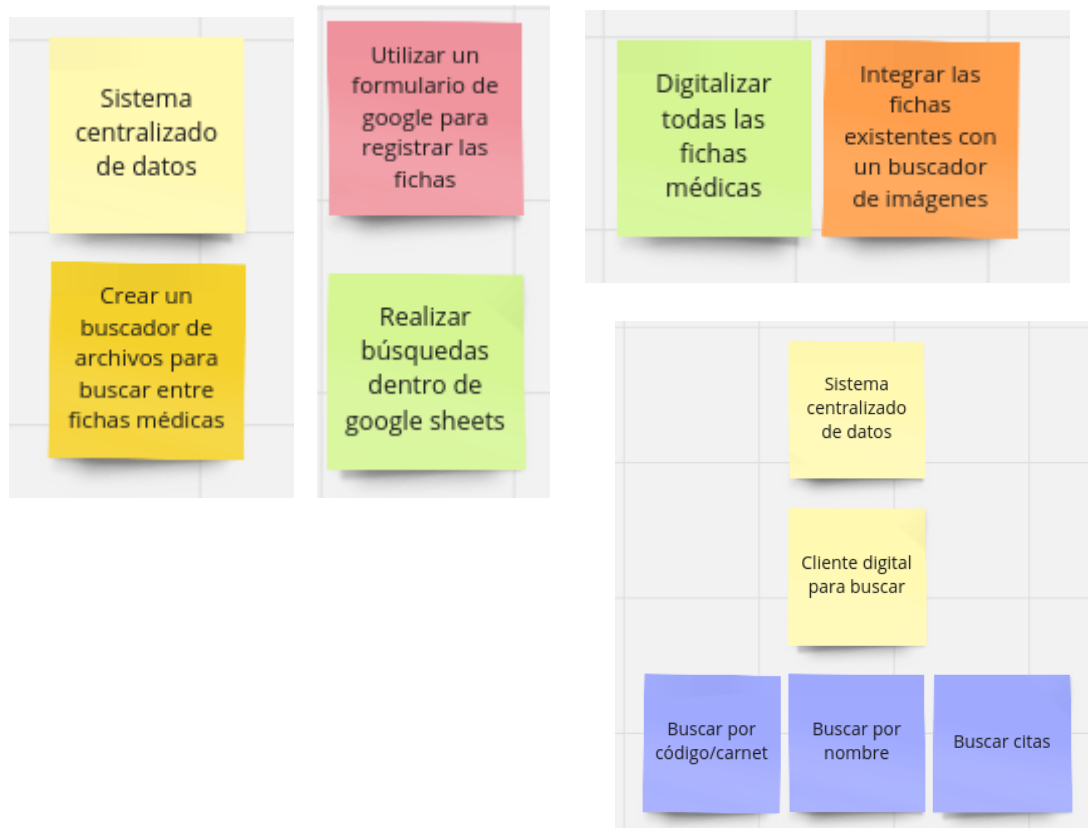 Sistema
centralizado
de datos
Crear un
buscador de
archivos para
buscar entre
fichas médicas
Utilizar un
formulario de
google para
registrar las
fichas
Realizar
búsquedas
dentro de
google sheets
Digitalizar
todas las
fichas
médicas
Integrar las
fichas
existentes con
un buscador
de imágenes
Sistema
centralizado
de datos
Cliente digital
para buscar
Buscar por
código/carnet
Buscar por
nombre
Buscar citas